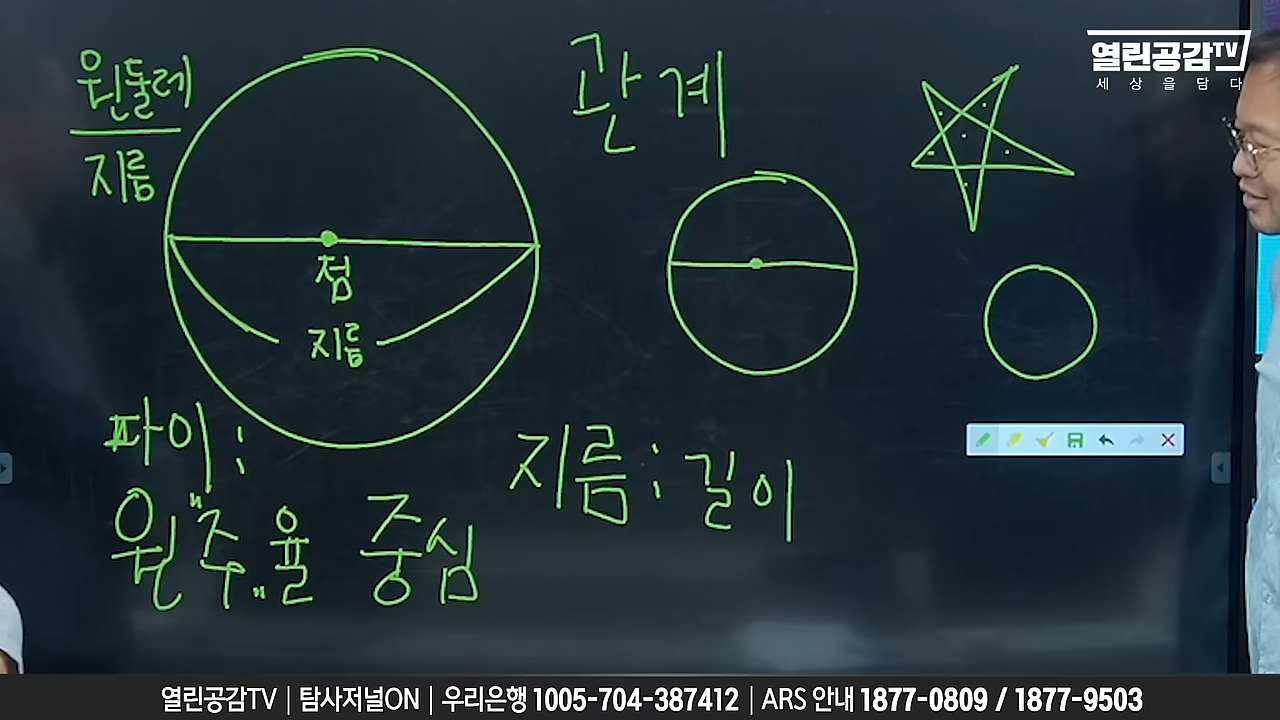 원둘레
지름
점
지름
파이:
원"주"율 중심
관계
지름: 길이
열린공감TV
세상을담다
열린공감TV | 탐사저널ON | 우리은행 1005-704-387412 | ARS 안내 1877-0809 / 1877-9503